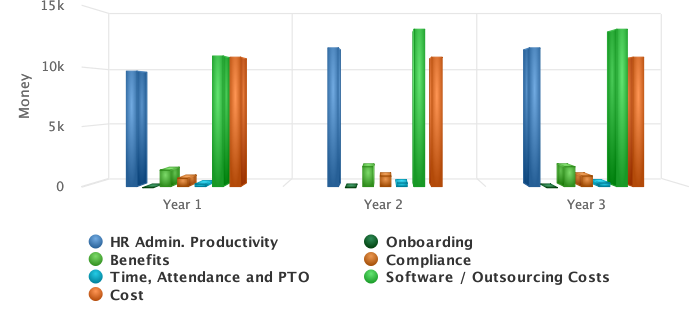 15k
10k
5k
0
Money
Year 1 Year 2 Year 3
HR Admin. Productivity Onboarding
Benefits Compliance
Time, Attendance and PTO Software / Outsourcing Costs
Cost